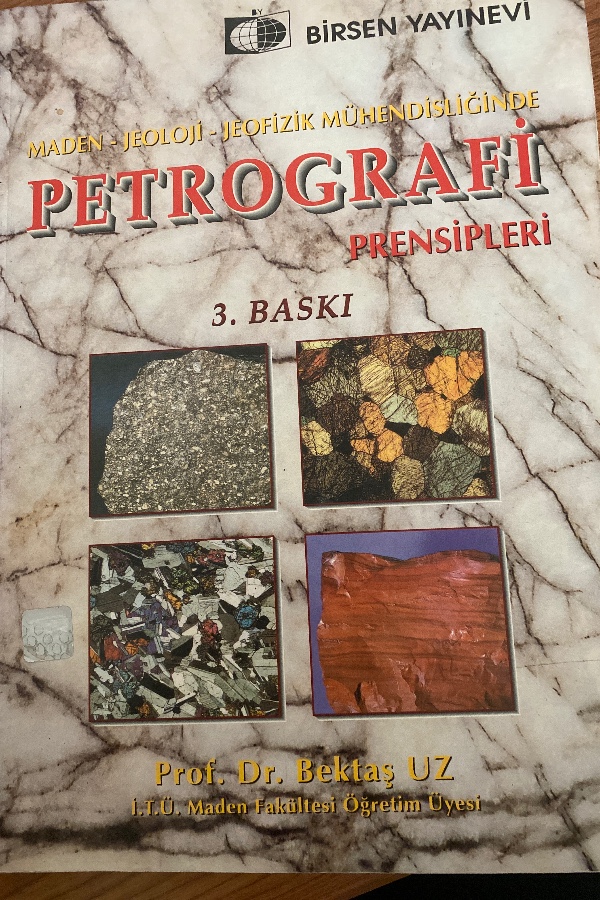 BY
BİRSEN YAYINEVİ
MADEN - JEOLOJİ - JEOFİZİK MÜHENDİSLİĞİNDE
PETROGRAFİ
PRENSİPLERİ
3. BASKI
Prof. Dr. Bektaş UZ
İ.T.Ü. Maden Fakültesi Öğretim Üyesi